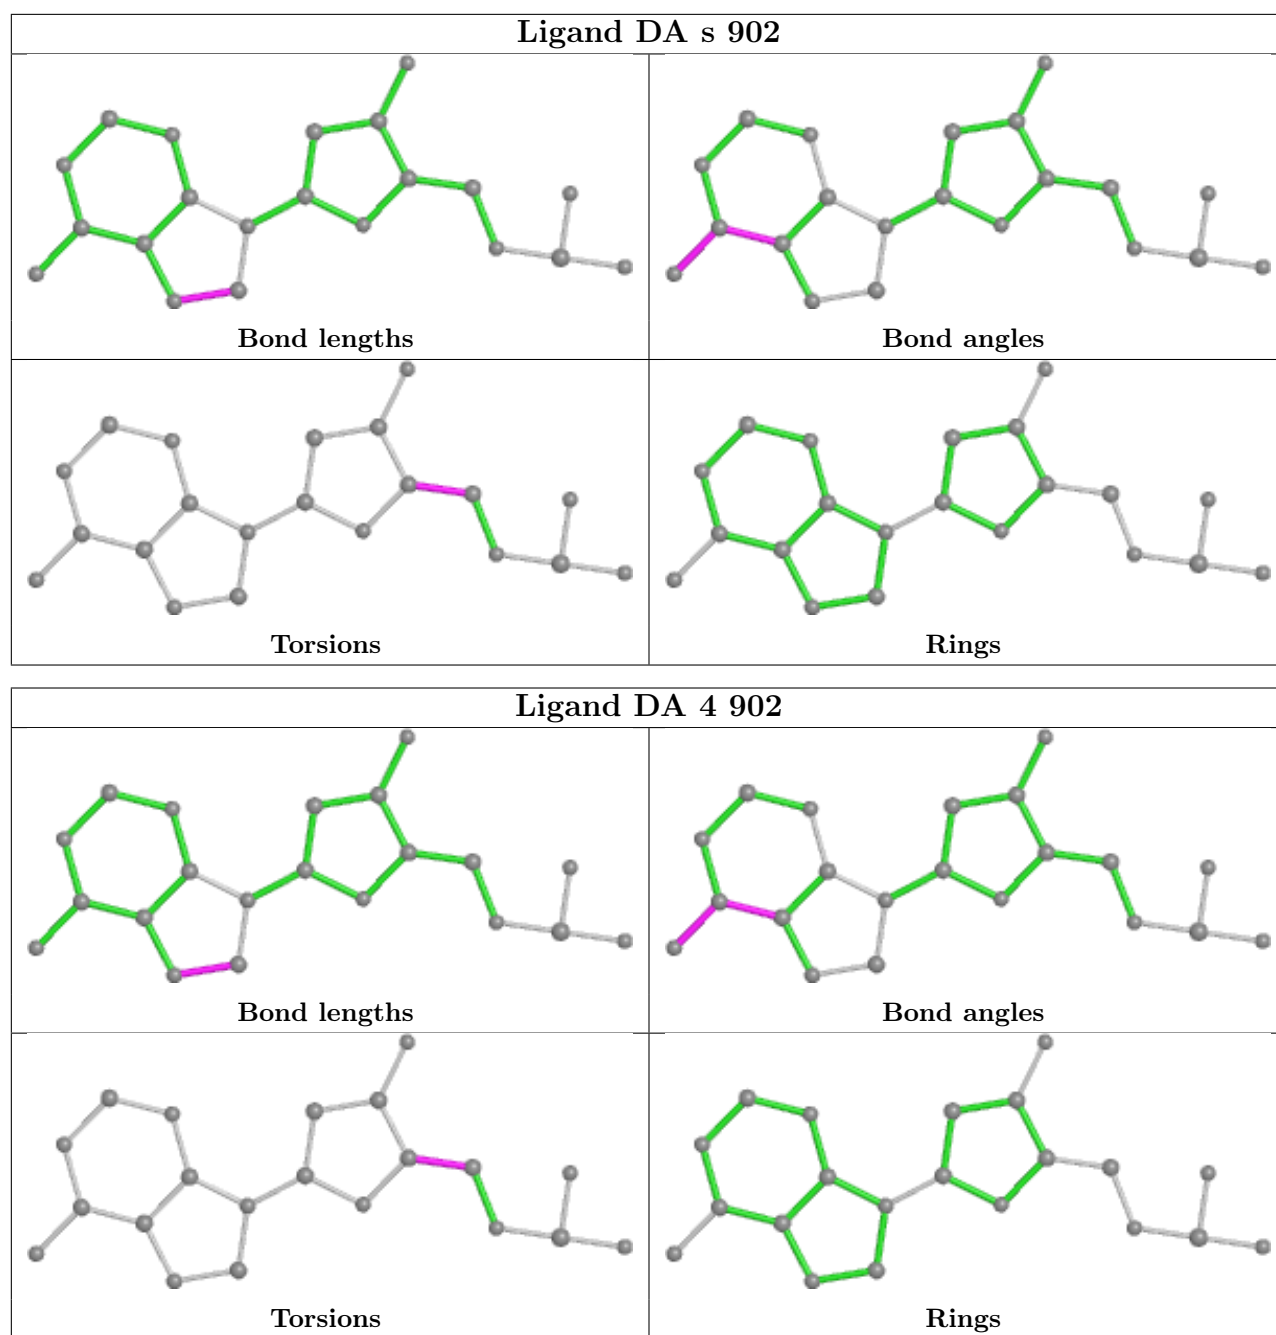 Ligand DA s 902
Bond lengths
Bond angles
Torsions
Rings
Ligand DA 4 902
Bond lengths
Bond angles
Torsions
Rings